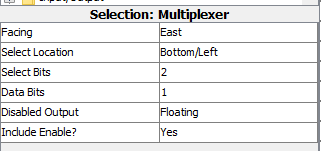 Selection: Multiplexer
Facing East
Select Location Bottom/Left
Select Bits 2
Data Bits 1
Disabled Output Floating
Include Enable? Yes